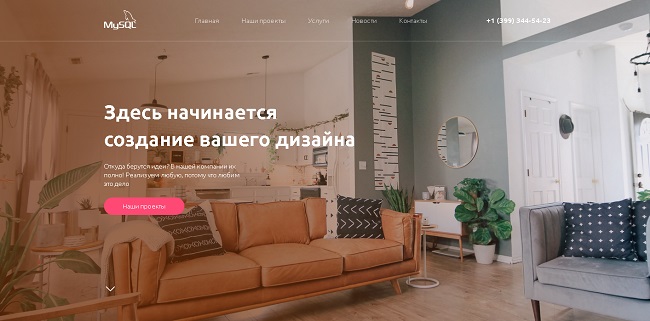 MySQL
Главная Наши проекты Услуги Новости Контакты +1 (399) 344-54-23
Здесь начинается
создание вашего дизайна
Откуда берутся идеи? В нашей компании их
полно! Реализуем любую, потому что любим
это дело
Наши проекты